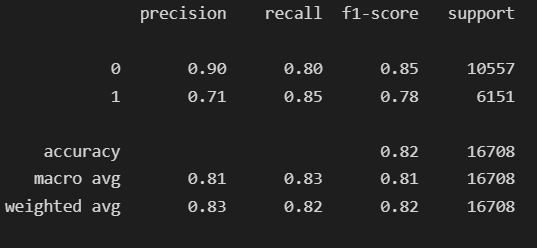 precision recall f1-score support
0 0.90 0.80 0.85 10557
1 0.71 0.85 0.78 6151
accuracy 0.82 16708
macro avg 0.81 0.83 0.81 16708
weighted avg 0.83 0.82 0.82 16708